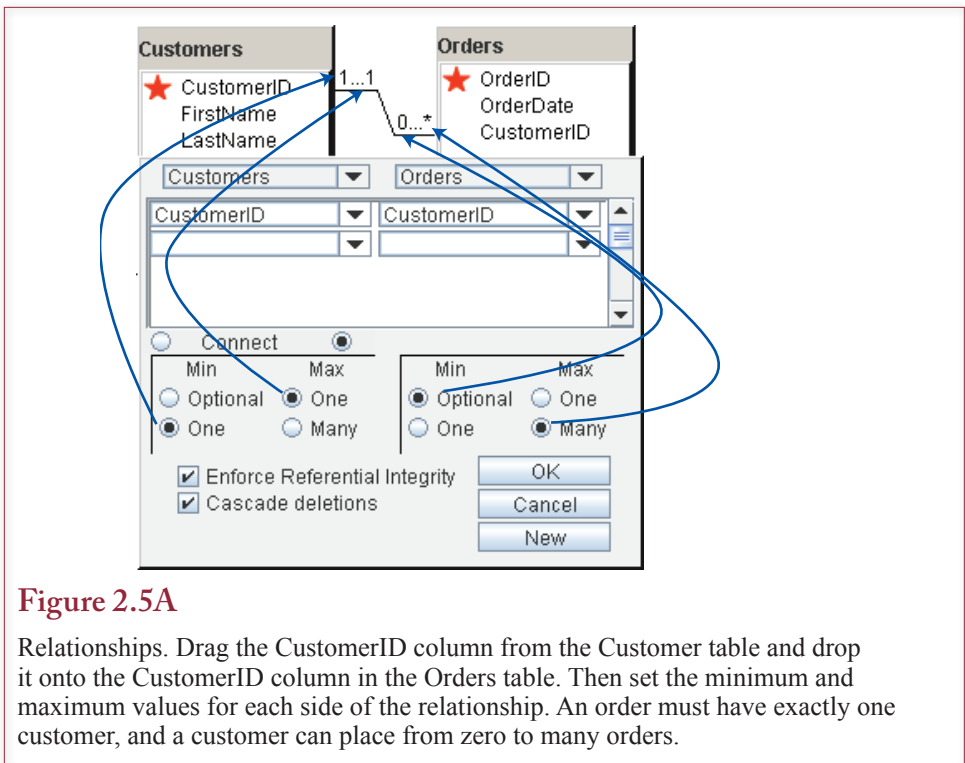 Customers
Orders
CustomerID
FirstName
LastName
1...1
0...*
OrderID
OrderDate
CustomerID
Customers
Orders
CustomerID
CustomerID
Connect
Min Max
Optional One
One Many
Min Max
Optional One
One Many
Enforce Referential Integrity
Cascade deletions
OK
Cancel
New
Figure 2.5A
Relationships. Drag the CustomerID column from the Customer table and drop
it onto the CustomerID column in the Orders table. Then set the minimum and
maximum values for each side of the relationship. An order must have exactly one
customer, and a customer can place from zero to many orders.